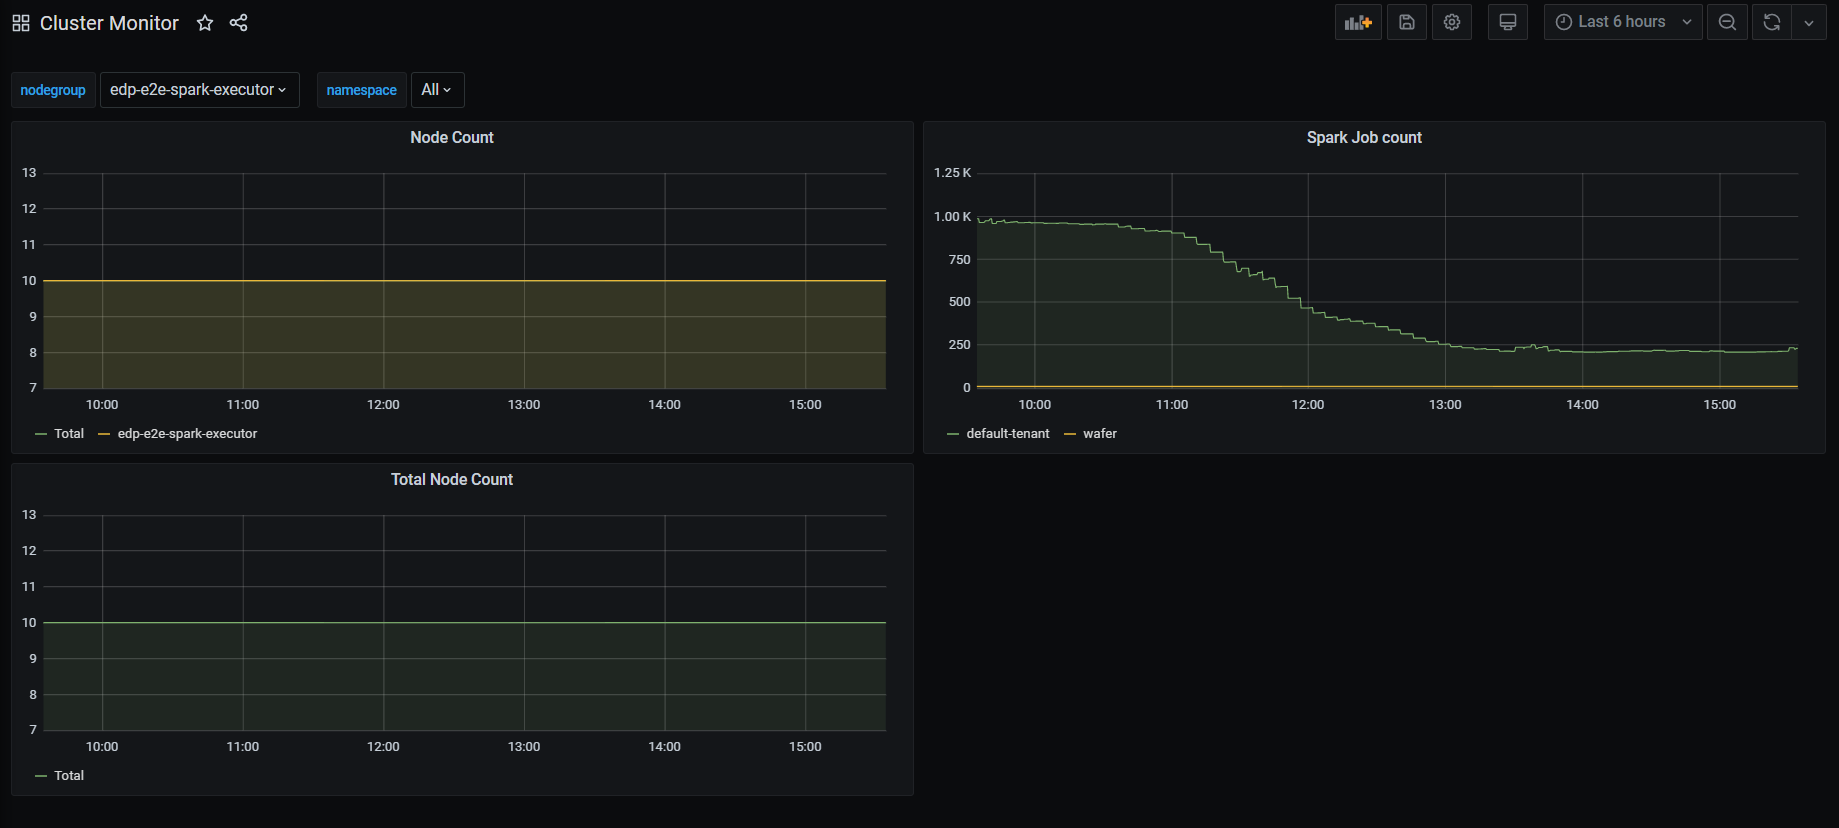 Cluster Monitor
Last 6 hours
nodegroup edp-e2e-spark-executor namespace All
Node Count
13
12
11
10
9
8
7
10:00 11:00 12:00 13:00 14:00 15:00
Total edp-e2e-spark-executor
Spark Job count
1.25 K
1.00 K
750
500
250
0
10:00 11:00 12:00 13:00 14:00 15:00
default-tenant wafer
Total Node Count
13
12
11
10
9
8
7
10:00 11:00 12:00 13:00 14:00 15:00
Total